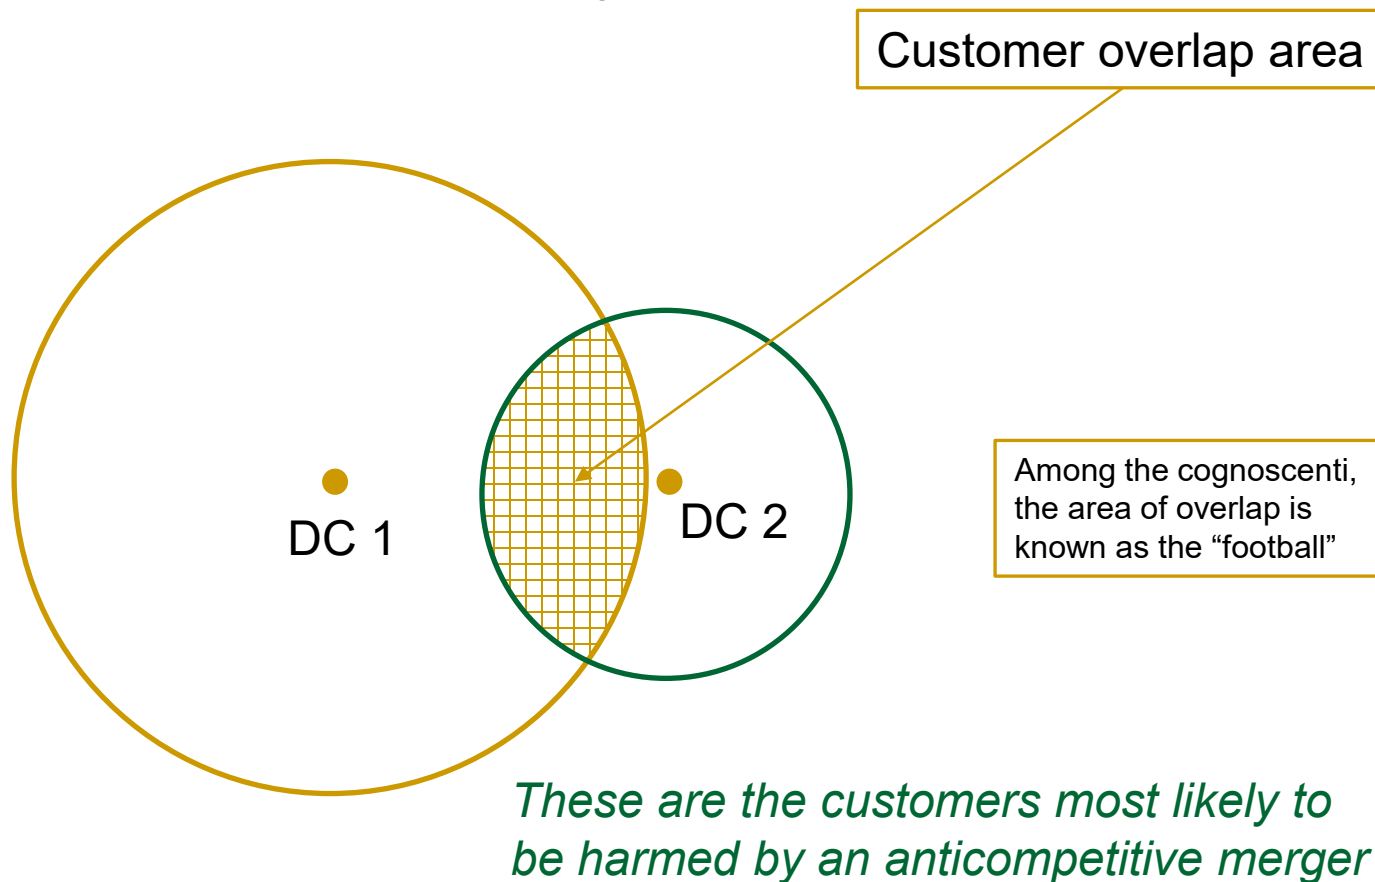 Customer overlap area
DC 1
DC 2
Among the cognoscenti,
the area of overlap is
known as the “football”
These are the customers most likely to
be harmed by an anticompetitive merger